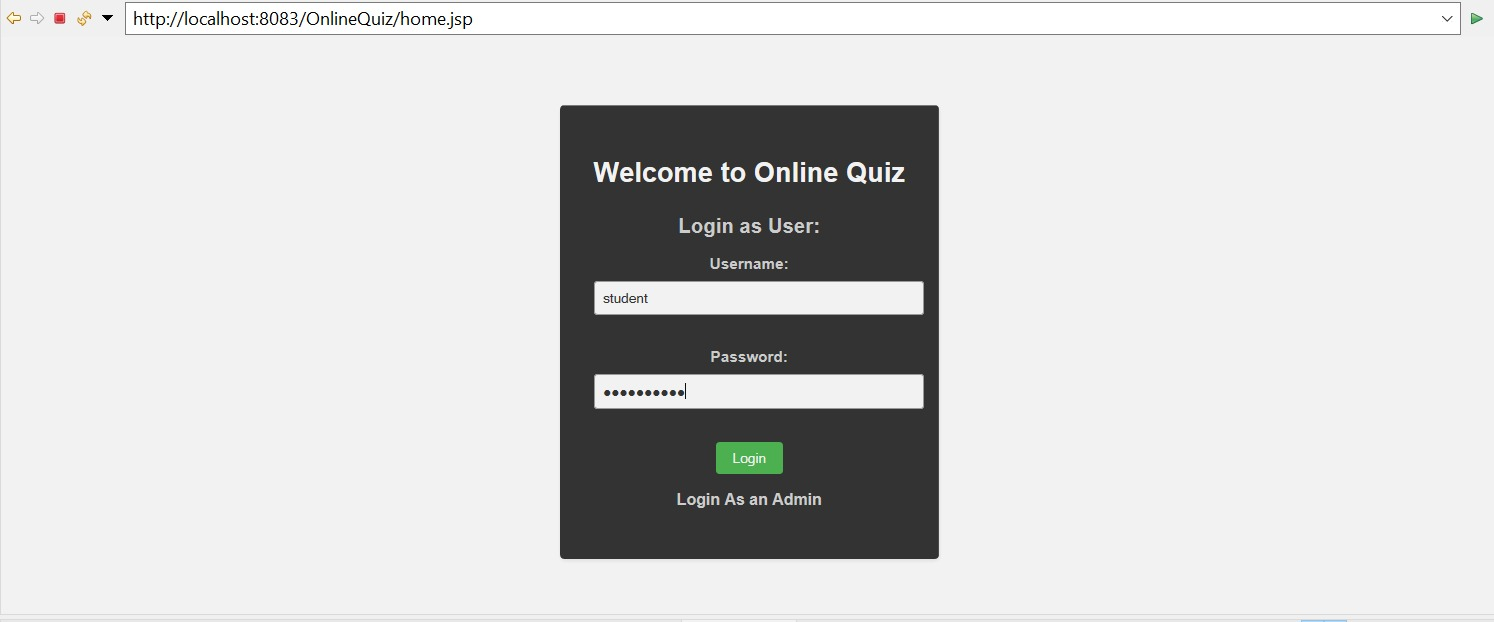 http://localhost:8083/OnlineQuiz/home.jsp
Welcome to Online Quiz
Login as User:
Username:
student
Password:
••••••••••
Login
Login As an Admin